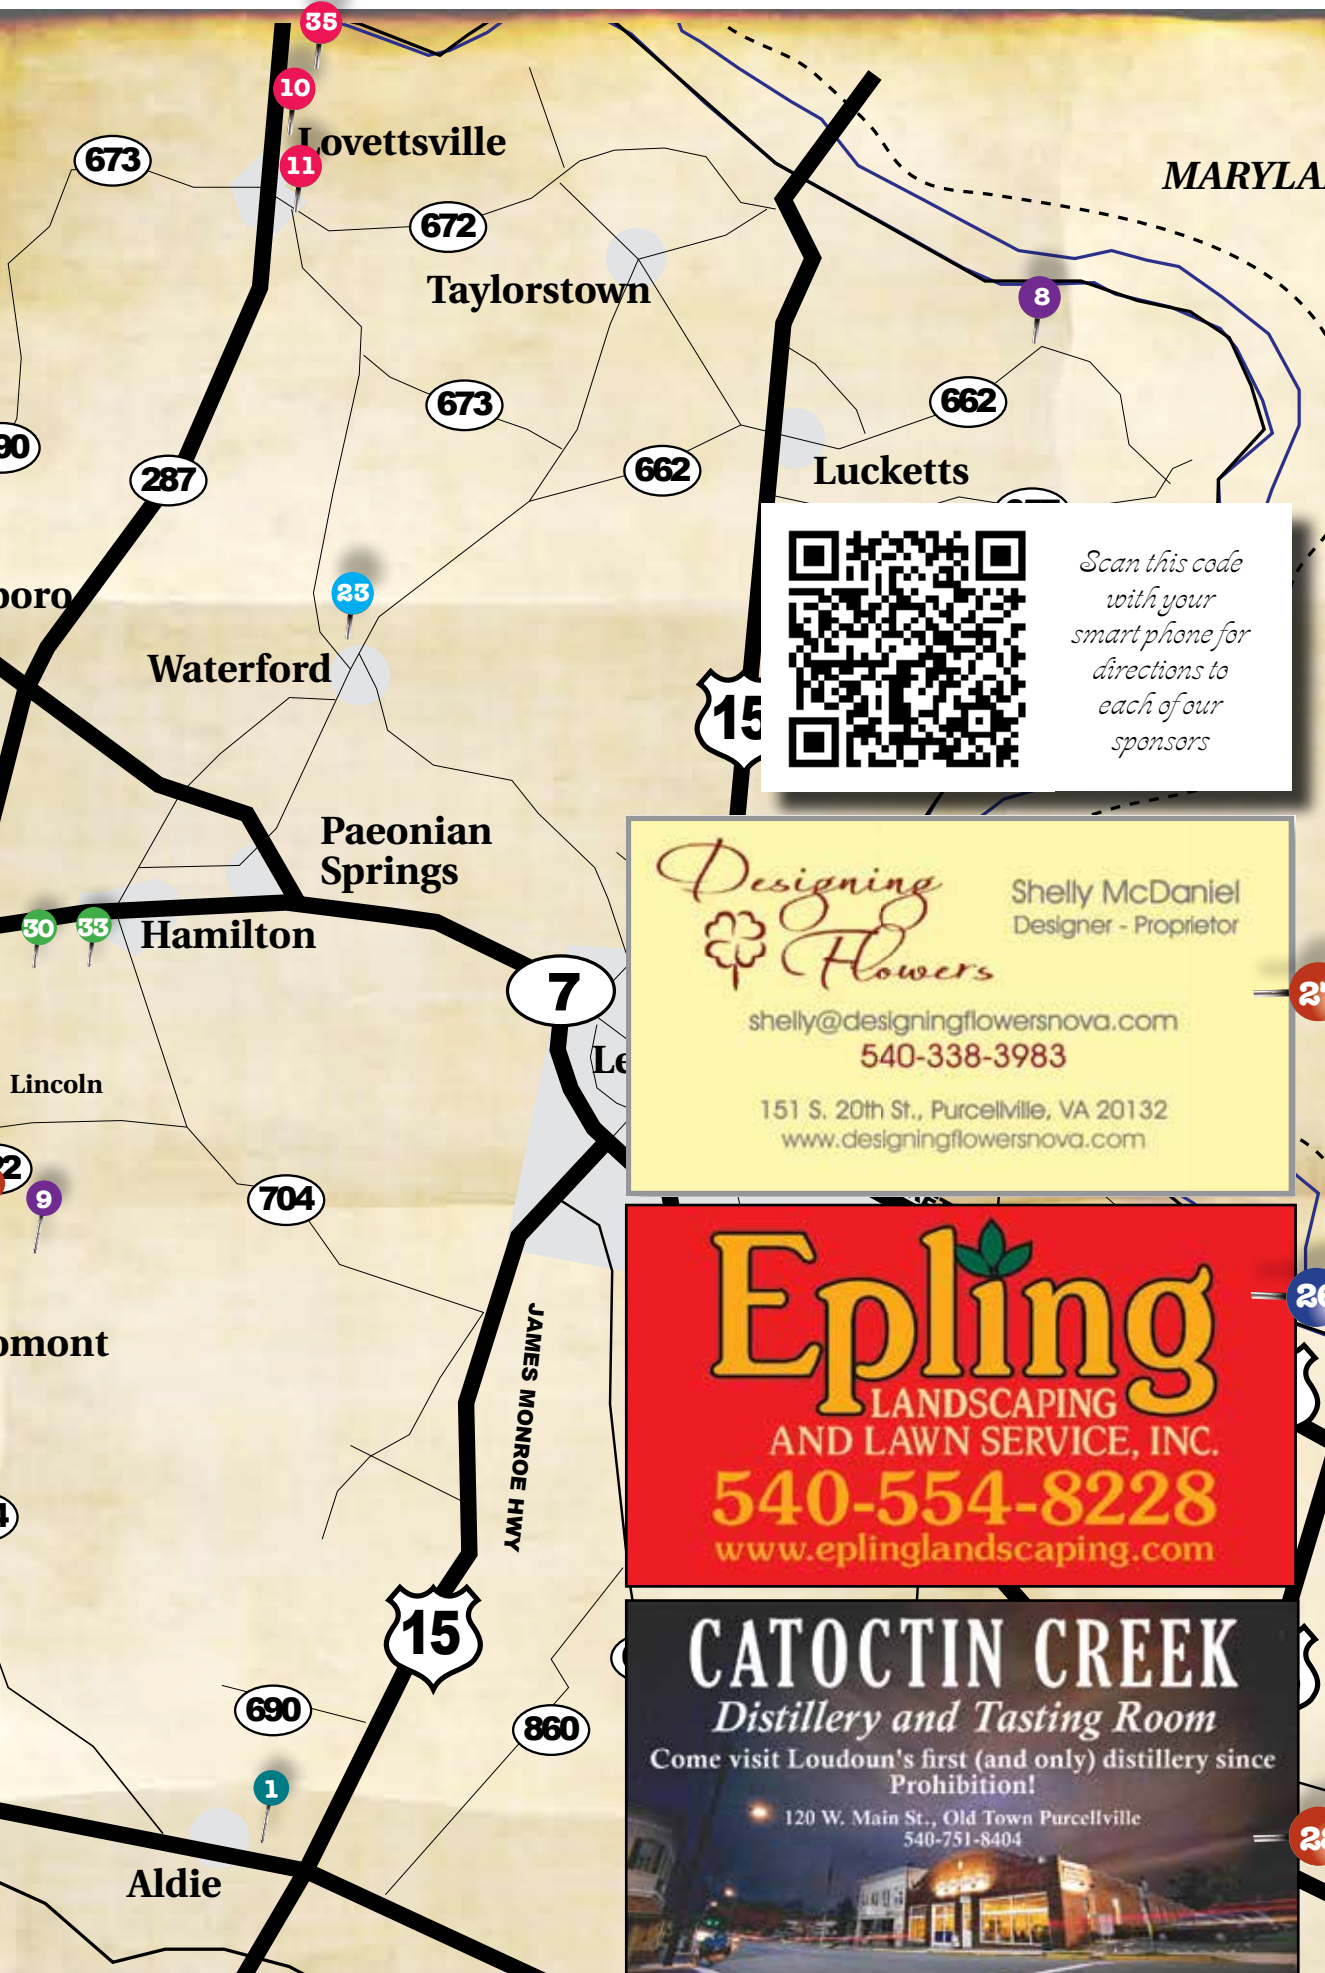 35
10
Lovettsville
11
673
MARYLA
672
Taylorstown
8
673
662
90
287
662
Lucketts
Scan this code
with your
smart phone for
directions to
each of our
sponsors
23
boro
Waterford
15
Paeonian
Springs
30
33
Hamilton
7
Le
Lincoln
9
704
omont
JAMES MONROE HWY
15
690
860
1
Aldie
Designing
Flowers
Shelly McDaniel
Designer - Proprietor
shelly@designingflowersnova.com
540-338-3983
151 S. 20th St., Purcellville, VA 20132
www.designingflowersnova.com
Epling
LANDSCAPING
AND LAWN SERVICE, INC.
540-554-8228
www.eplinglandscaping.com
26
CATOCTIN CREEK
Distillery and Tasting Room
Come visit Loudoun's first (and only) distillery since
Prohibition!
120 W. Main St., Old Town Purcellville
540-751-8404